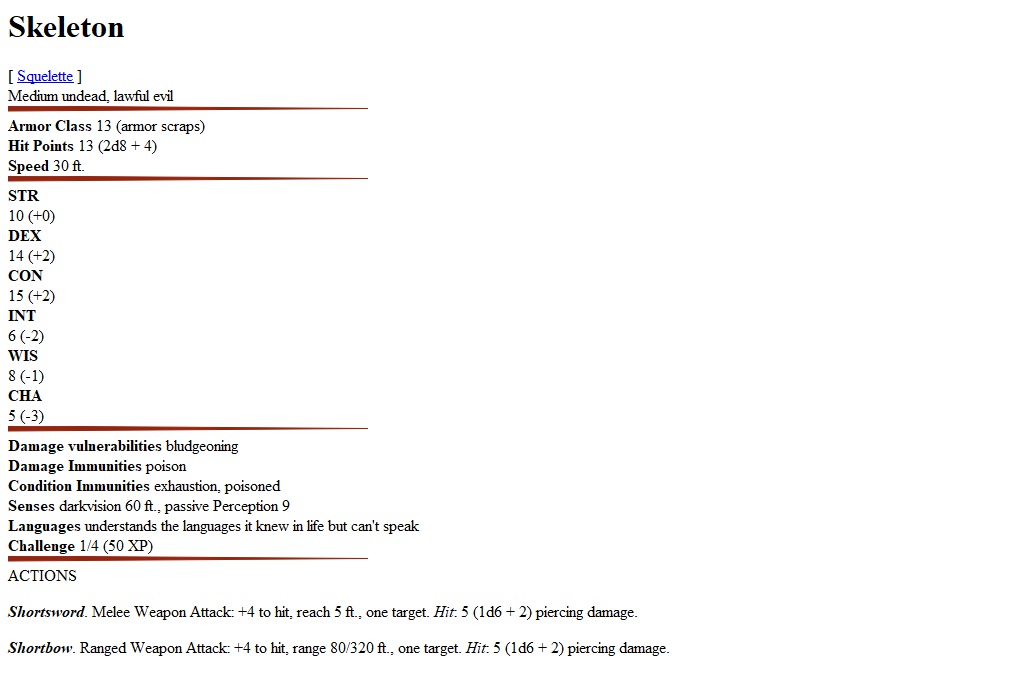 Skeleton
[ Squelette ]
Medium undead, lawful evil
Armor Class 13 (armor scraps)
Hit Points 13 (2d8 + 4)
Speed 30 ft.
STR
10 (+0)
DEX
14 (+2)
CON
15 (+2)
INT
6 (-2)
WIS
8 (-1)
CHA
5 (-3)
Damage vulnerabilities bludgeoning
Damage Immunities poison
Condition Immunities exhaustion, poisoned
Senses darkvision 60 ft., passive Perception 9
Languages understands the languages it knew in life but can't speak
Challenge 1/4 (50 XP)
ACTIONS
Shortsword. Melee Weapon Attack: +4 to hit, reach 5 ft., one target. Hit: 5 (1d6 + 2) piercing damage.
Shortbow. Ranged Weapon Attack: +4 to hit, range 80/320 ft., one target. Hit: 5 (1d6 + 2) piercing damage.